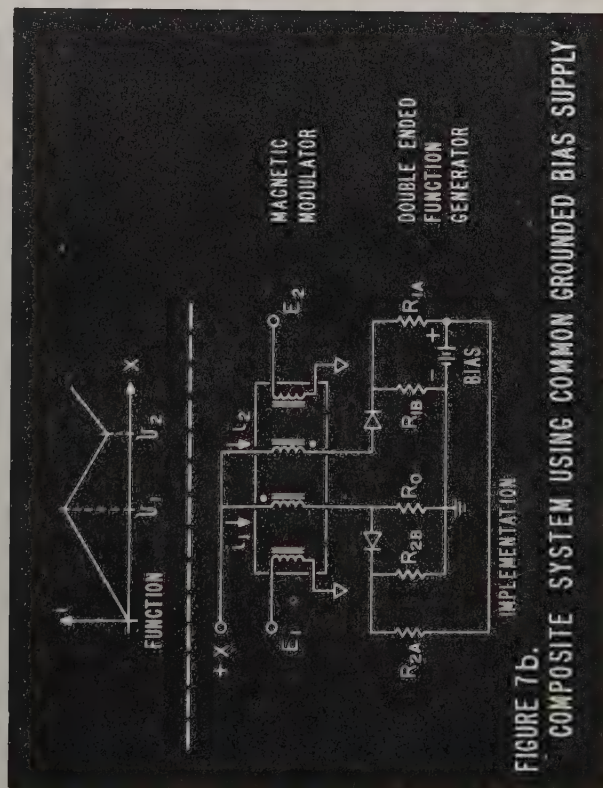 i
X
U₁
U₂
FUNCTION
+X
i₁
i₂
E₁
E₂
MAGNETIC
MODULATOR
R₂A
R₂B
R₀
R₁B
R₁A
- +
BIAS
DOUBLE ENDED
FUNCTION
GENERATOR
IMPLEMENTATION
FIGURE 7b.
COMPOSITE SYSTEM USING COMMON GROUNDED BIAS SUPPLY